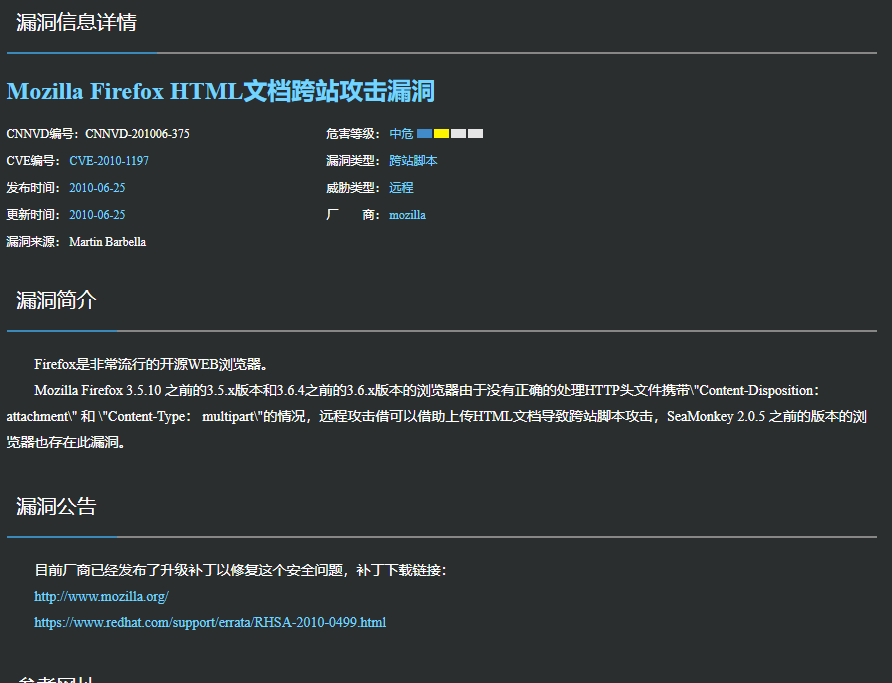 漏洞信息详情
Mozilla Firefox HTML文档跨站攻击漏洞
CNNVD编号：CNNVD-201006-375
危害等级： 中危
CVE编号： CVE-2010-1197
漏洞类型： 跨站脚本
发布时间： 2010-06-25
威胁类型： 远程
更新时间： 2010-06-25
厂　　商： mozilla
漏洞来源： Martin Barbella
漏洞简介
Firefox是非常流行的开源WEB浏览器。
Mozilla Firefox 3.5.10 之前的3.5.x版本和3.6.4之前的3.6.x版本的浏览器由于没有正确的处理HTTP头文件携带\"Content-Disposition：
attachment\" 和 \"Content-Type： multipart\"的情况，远程攻击借可以借助上传HTML文档导致跨站脚本攻击，SeaMonkey 2.0.5 之前的版本的浏
览器也存在此漏洞。
漏洞公告
目前厂商已经发布了升级补丁以修复这个安全问题，补丁下载链接：
http://www.mozilla.org/
https://www.redhat.com/support/errata/RHSA-2010-0499.html
参考网址